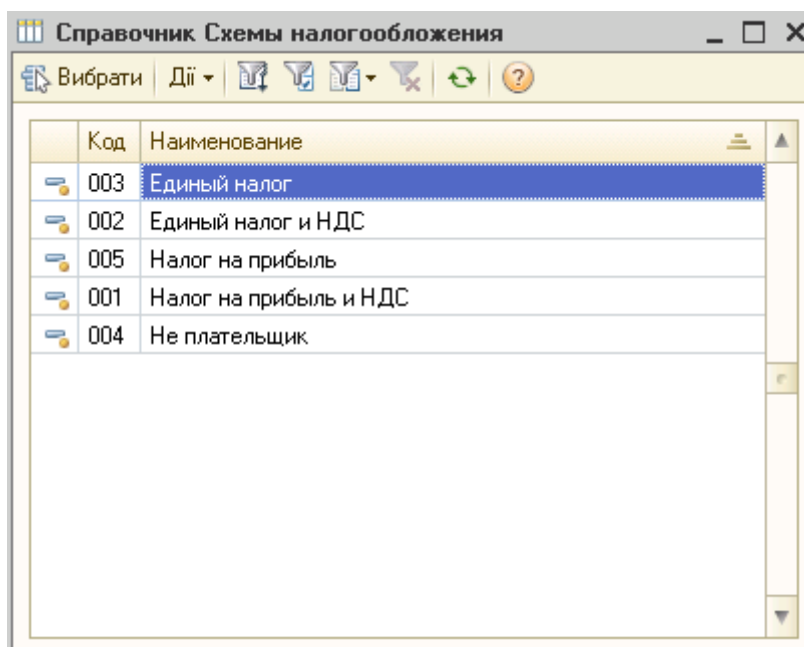 Справочник Схемы налогообложения
Вибрати Дії
Код Наименование
003 Единый налог
002 Единый налог и НДС
005 Налог на прибыль
001 Налог на прибыль и НДС
004 Не плательщик